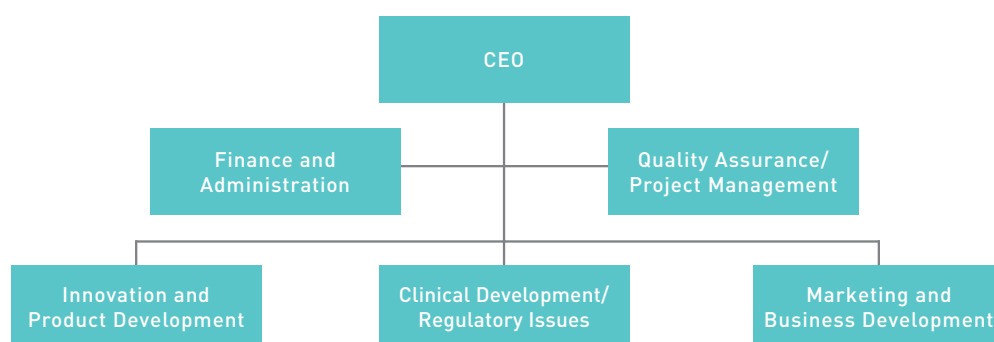 CEO
Finance and
Administration
Quality Assurance/
Project Management
Innovation and
Product Development
Clinical Development/
Regulatory Issues
Marketing and
Business Development